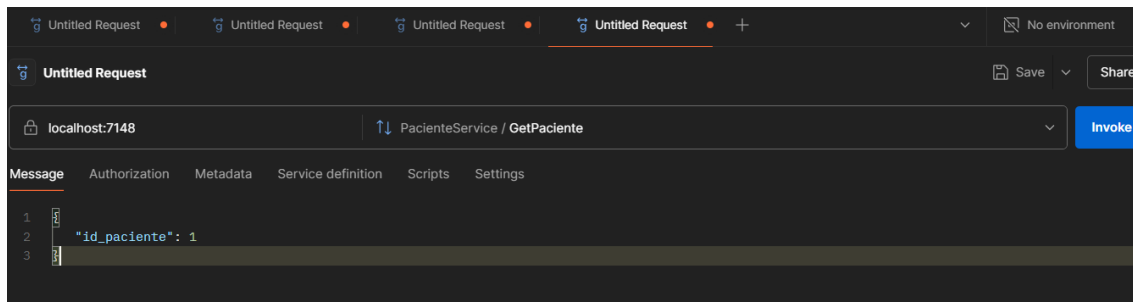 Untitled Request Untitled Request Untitled Request Untitled Request No environment
Untitled Request Save Share
localhost:7148 PacienteService / GetPaciente Invoke
Message Authorization Metadata Service definition Scripts Settings
1 {
2 "id_paciente": 1
3 }